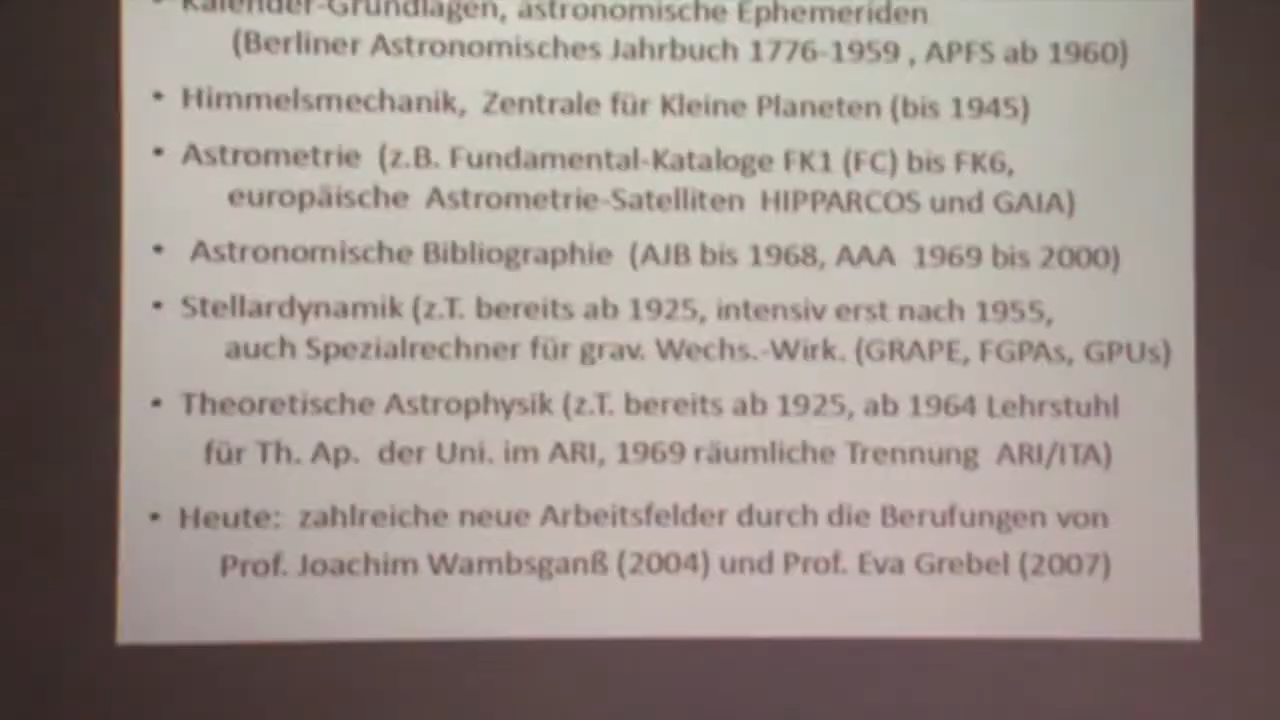 • Kalender-Grundlagen, astronomische Ephemeriden
(Berliner Astronomisches Jahrbuch 1776-1959 , APFS ab 1960)
• Himmelsmechanik, Zentrale für Kleine Planeten (bis 1945)
• Astrometrie (z.B. Fundamental-Kataloge FK1 (FC) bis FK6,
europäische Astrometrie-Satelliten HIPPARCOS und GAIA)
• Astronomische Bibliographie (AJB bis 1968, AAA 1969 bis 2000)
• Stellardynamik (z.T. bereits ab 1925, intensiv erst nach 1955,
auch Spezialrechner für grav. Wechs.-Wirk. (GRAPE, FGPAs, GPUs)
• Theoretische Astrophysik (z.T. bereits ab 1925, ab 1964 Lehrstuhl
für Th. Ap. der Uni. im ARI, 1969 räumliche Trennung ARI/ITA)
• Heute: zahlreiche neue Arbeitsfelder durch die Berufungen von
Prof. Joachim Wambsganß (2004) und Prof. Eva Grebel (2007)